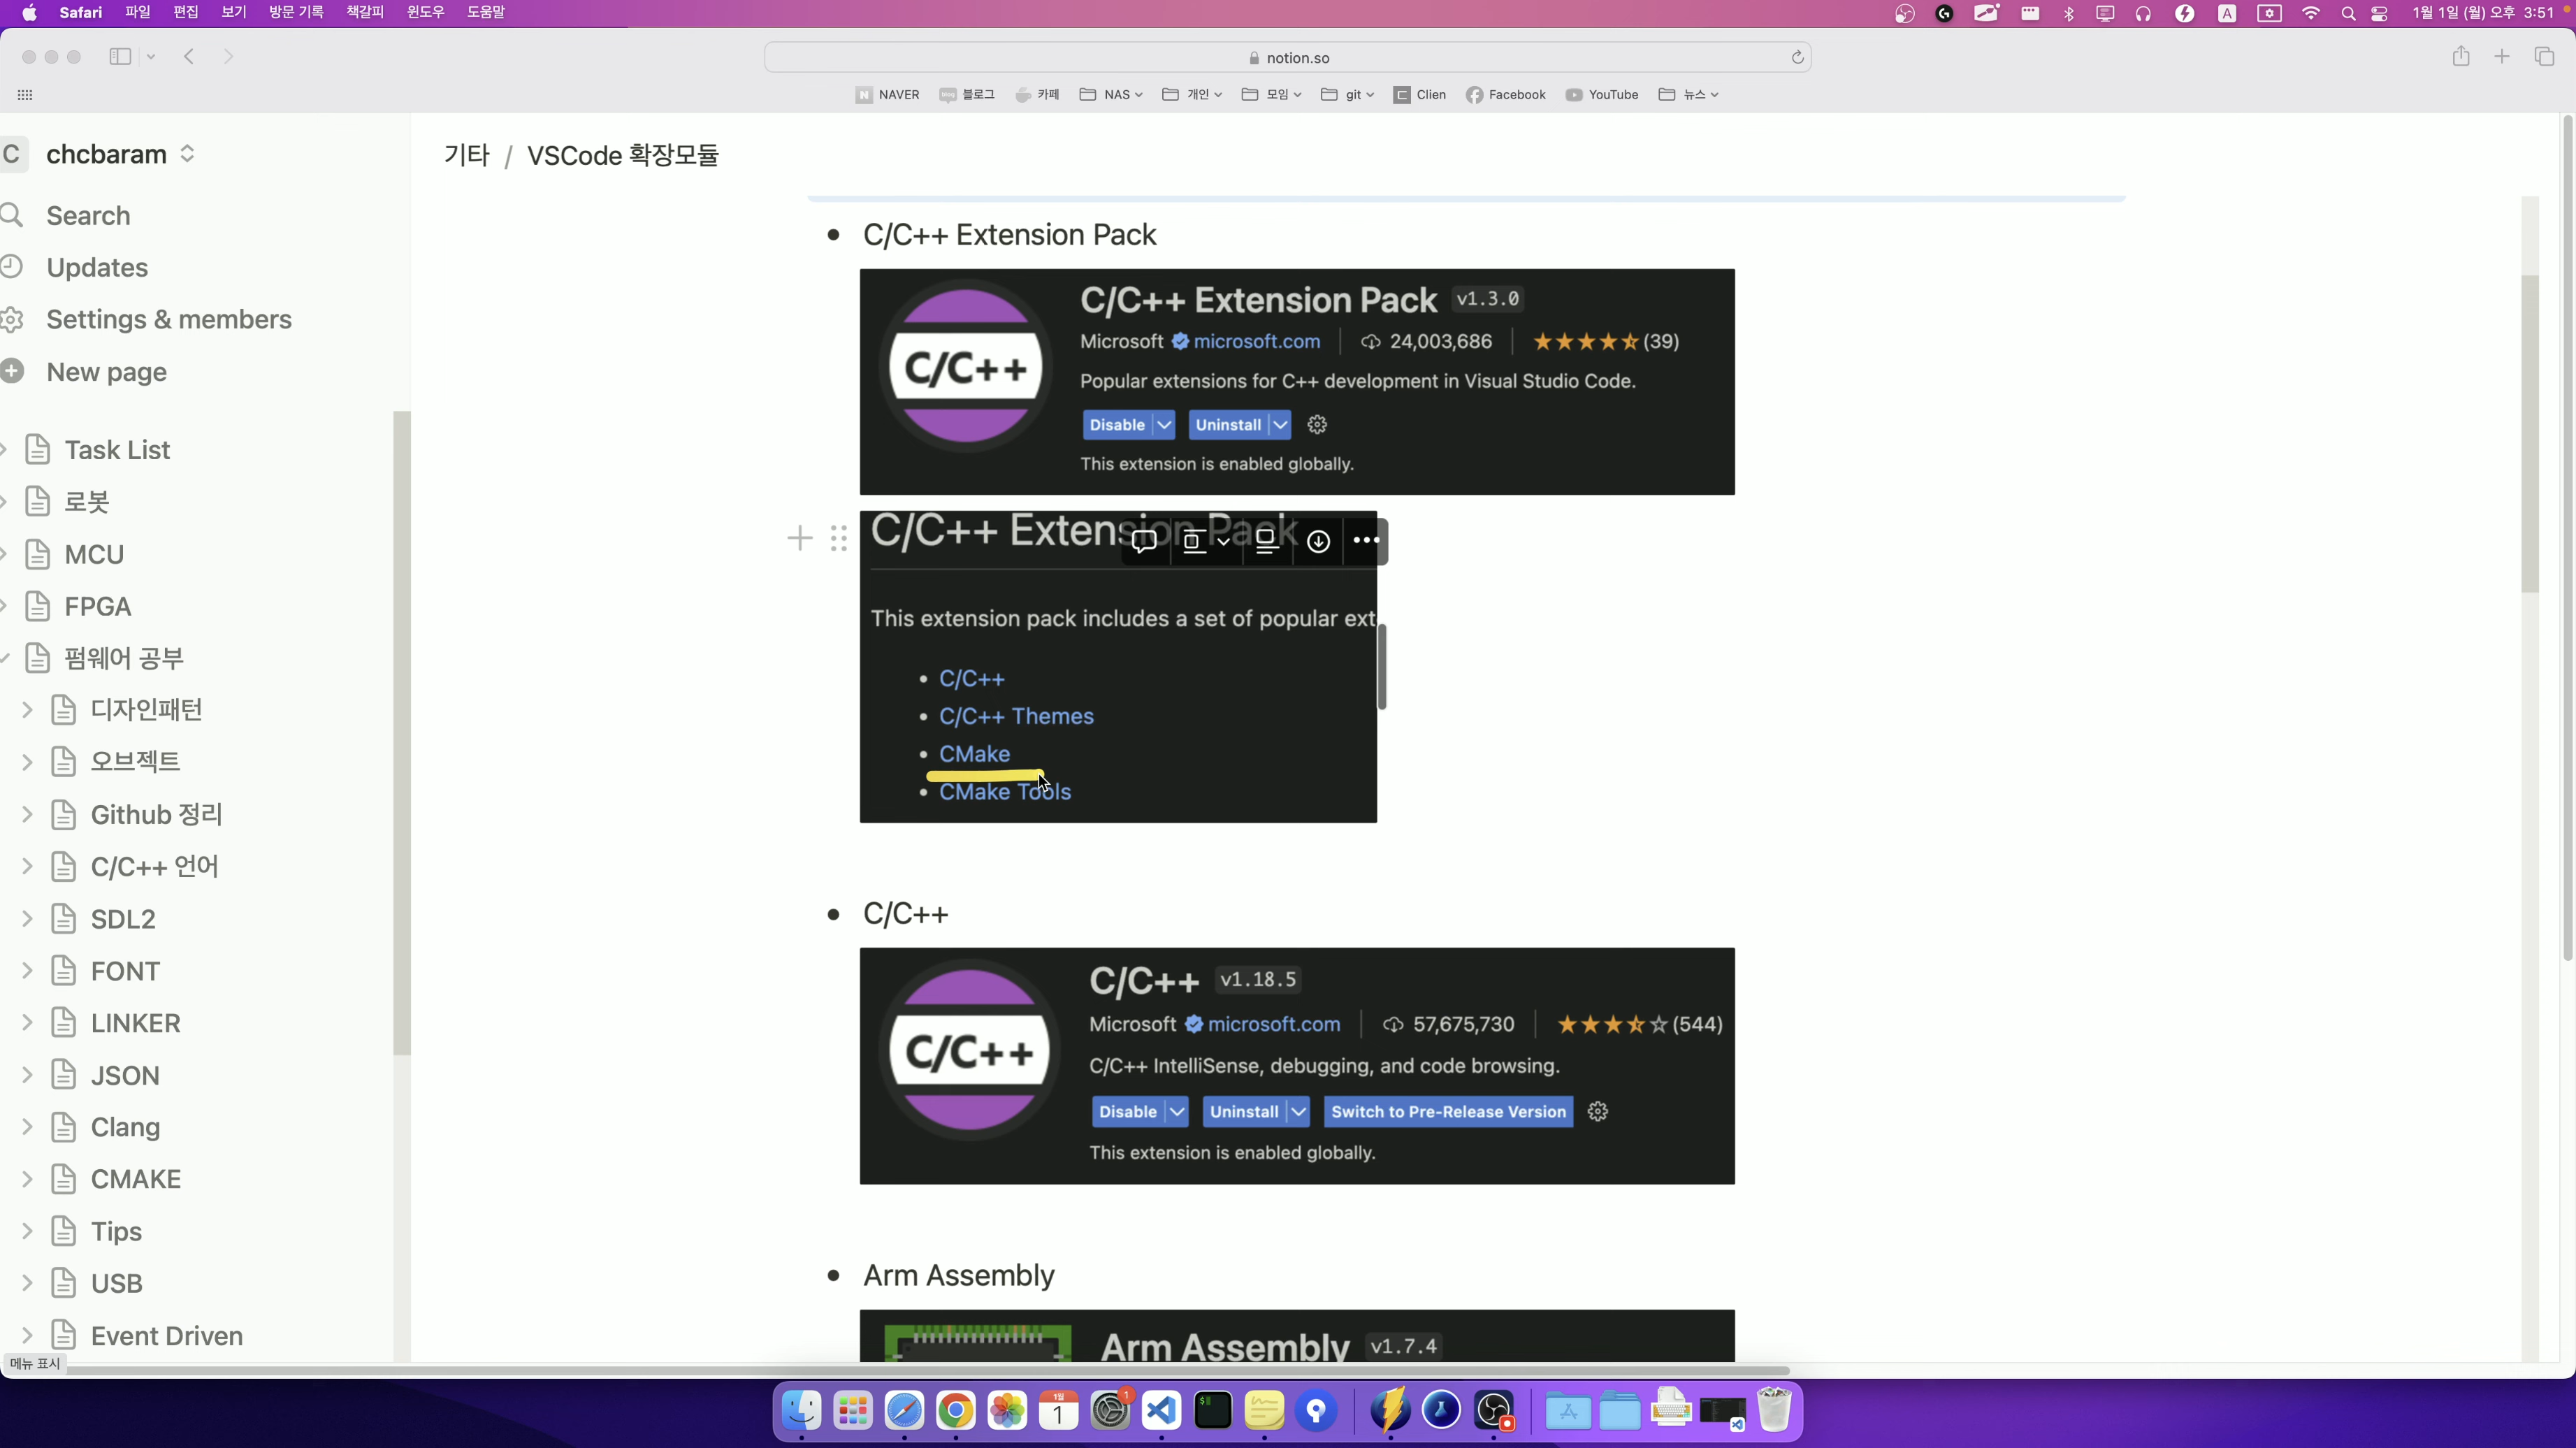 Safari 파일 편집 보기 방문 기록 책갈피 윈도우 도움말
A
1월 1일 (월) 오후 3:51
notion.so
NAVER 블로그 카페 NAS 개인 모임 git Clien Facebook YouTube 뉴스
C chcbaram
Search
Updates
Settings & members
New page
Task List
로봇
MCU
FPGA
펌웨어 공부
디자인패턴
오브젝트
Github 정리
C/C++ 언어
SDL2
FONT
LINKER
JSON
Clang
CMAKE
Tips
USB
Event Driven
메뉴 표시
기타 / VSCode 확장모듈
C/C++ Extension Pack
C/C++
C/C++ Extension Pack v1.3.0
Microsoft microsoft.com 24,003,686 (39)
Popular extensions for C++ development in Visual Studio Code.
Disable Uninstall
This extension is enabled globally.
C/C++ Extension Pack
This extension pack includes a set of popular ext
C/C++
C/C++ Themes
CMake
CMake Tools
C/C++
C/C++
C/C++ v1.18.5
Microsoft microsoft.com 57,675,730 (544)
C/C++ IntelliSense, debugging, and code browsing.
Disable Uninstall Switch to Pre-Release Version
This extension is enabled globally.
Arm Assembly
Arm Assembly v1.7.4
1월
1
1